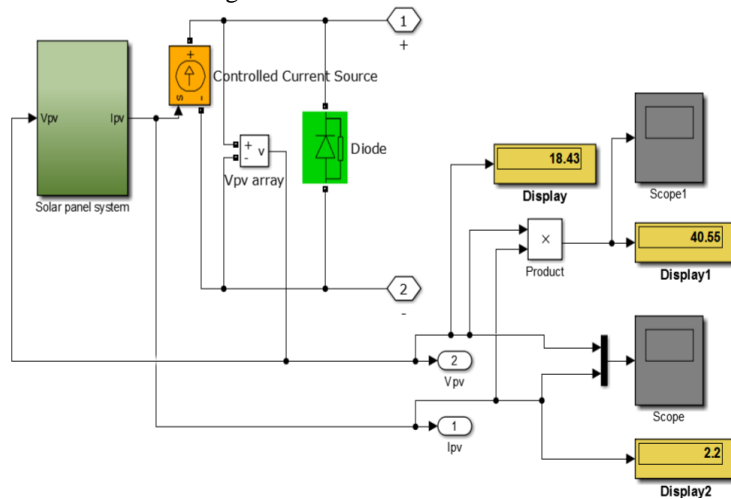 1
+
+
s
-
Controlled Current Source
Vpv
Ipv
Solar panel system
+
-
v
Vpv array
Diode
18.43
Display
Scope1
×
Product
40.55
Display1
2
-
2
Vpv
1
Ipv
Scope
2.2
Display2